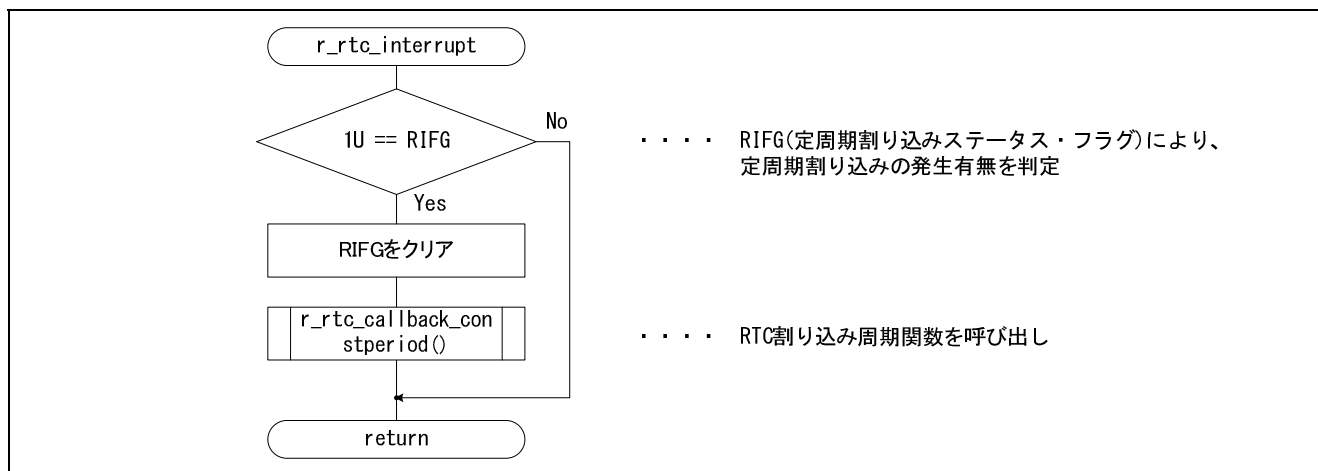 r_rtc_interrupt
1U == RIFG
No
・・・・ RIFG(定周期割り込みステータス・フラグ)により、
定周期割り込みの発生有無を判定
Yes
RIFGをクリア
r_rtc_callback_con
stperiod()
・・・・ RTC割り込み周期関数を呼び出し
return